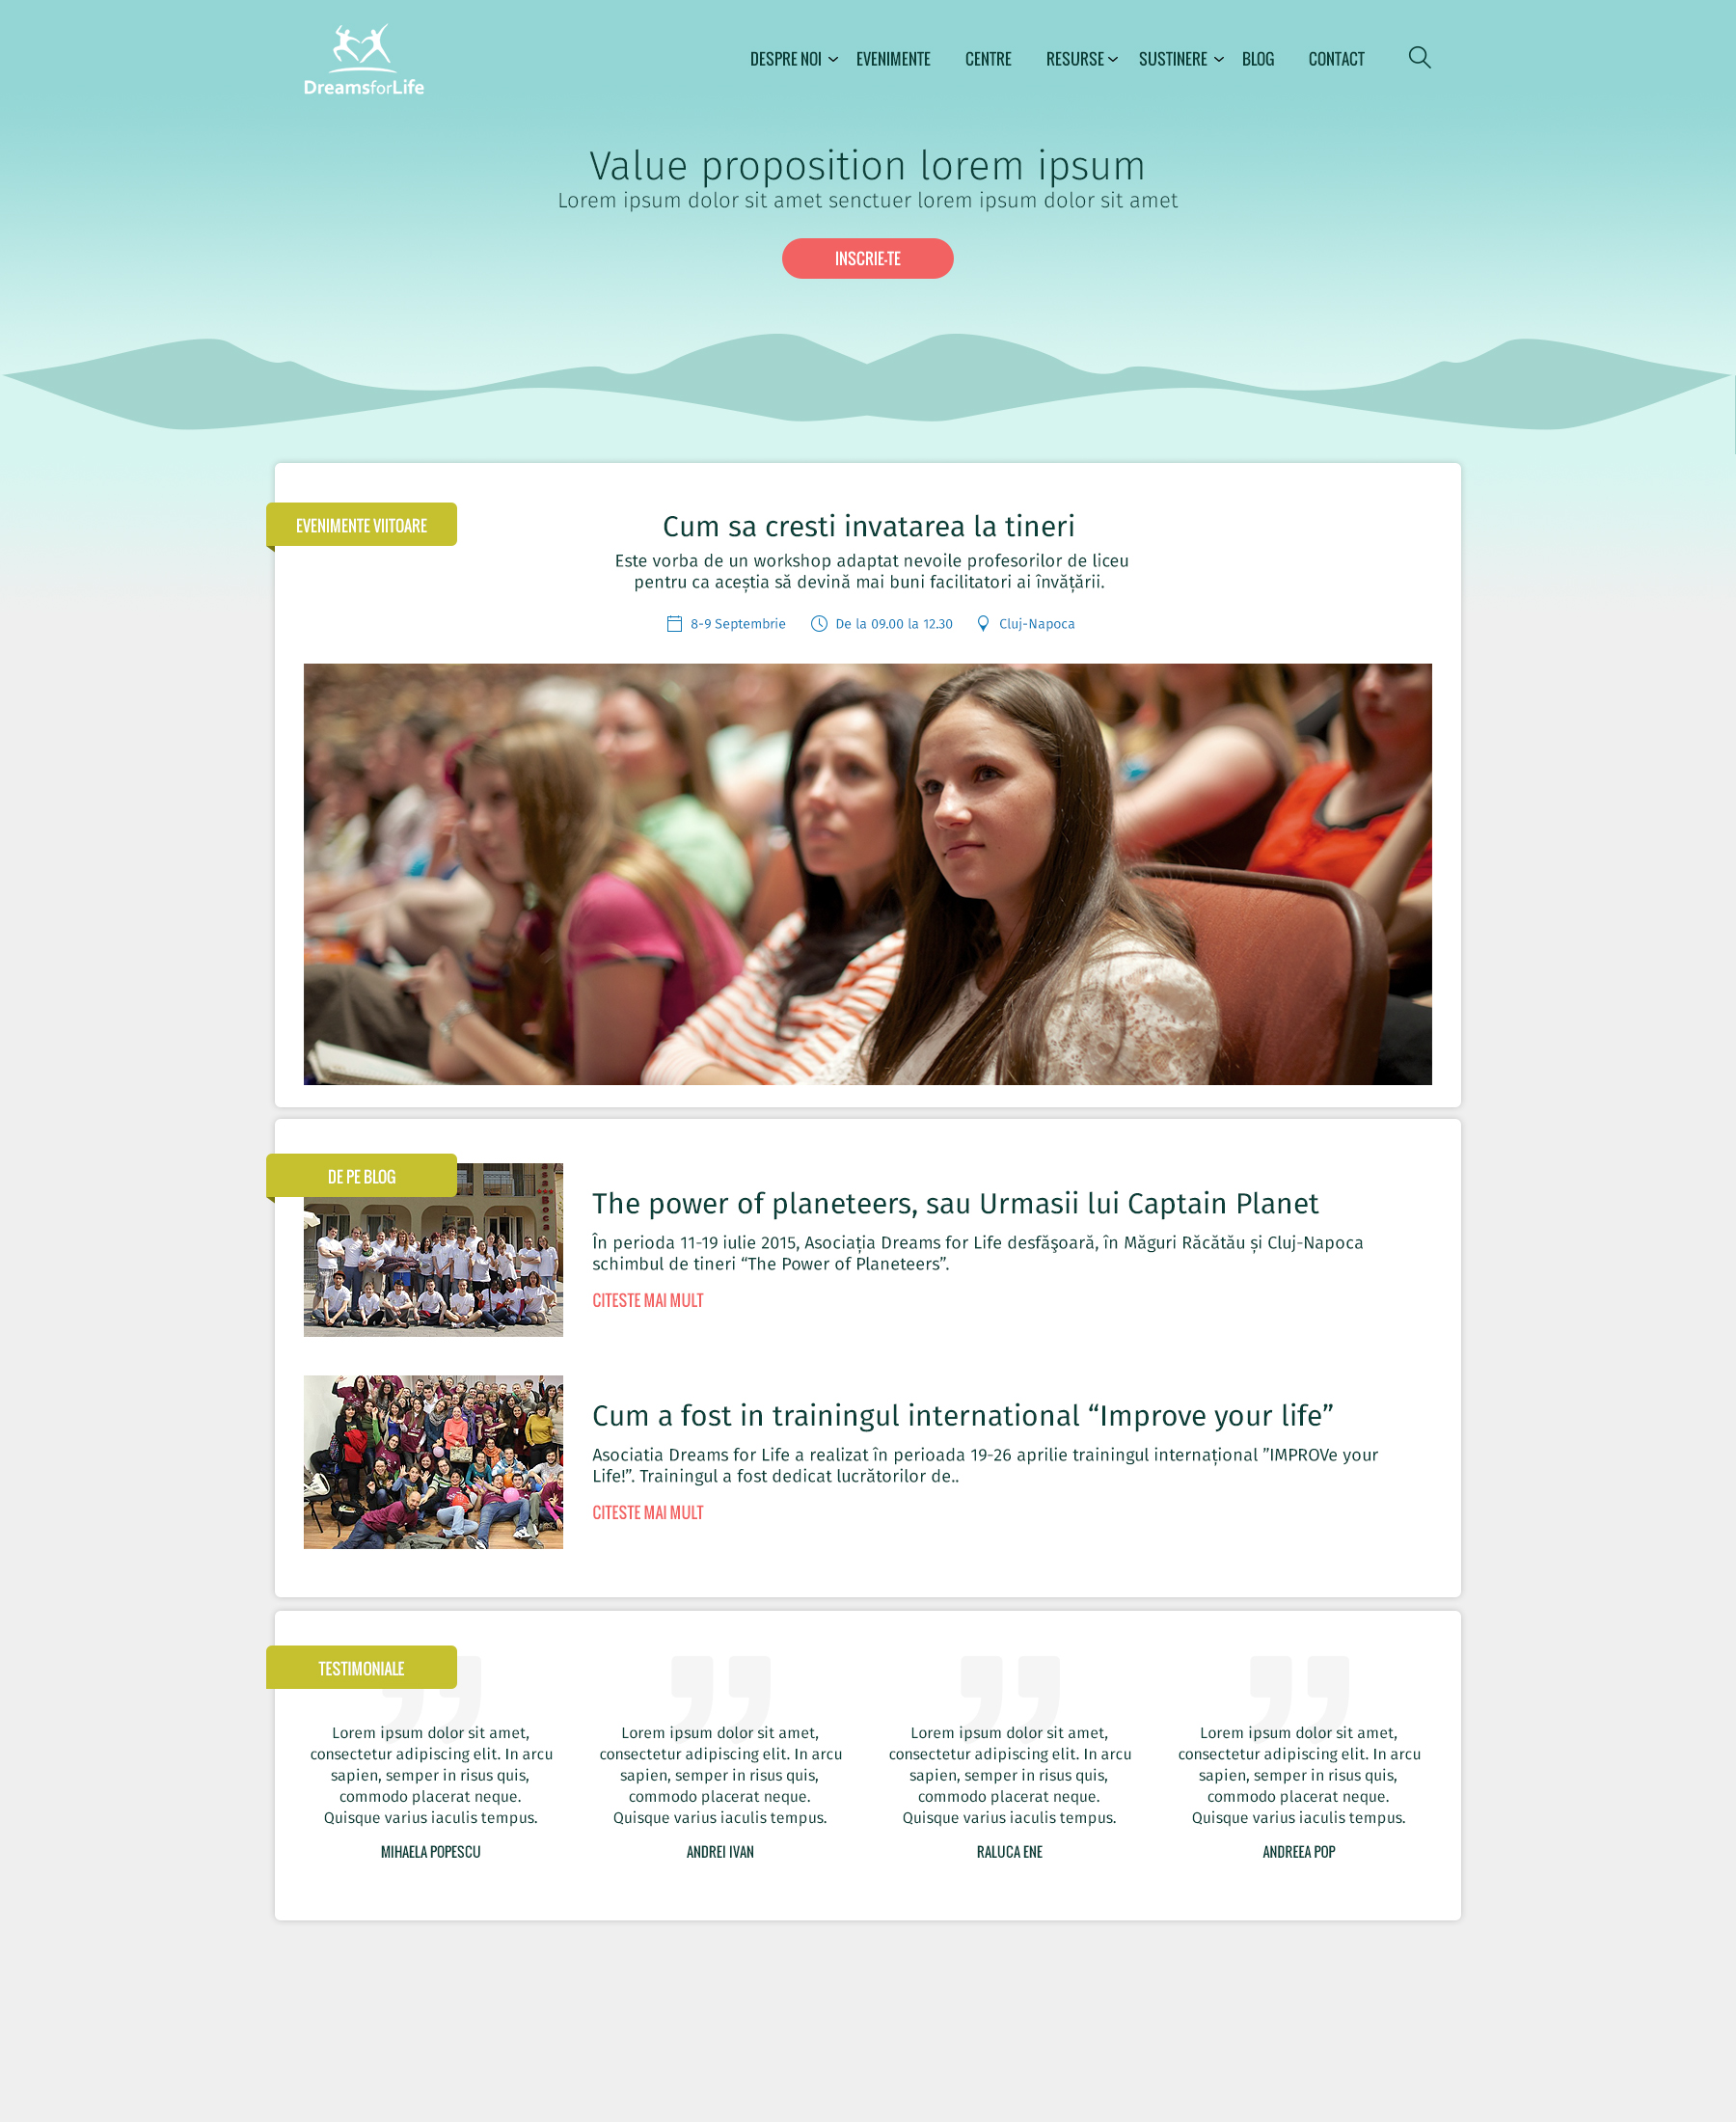 DreamsforLife
DESPRE NOI EVENIMENTE CENTRE RESURSE SUSTINERE BLOG CONTACT
Value proposition lorem ipsum
Lorem ipsum dolor sit amet senctuer lorem ipsum dolor sit amet
INSCRIE-TE
EVENIMENTE VIITOARE
Cum sa cresti invatarea la tineri
Este vorba de un workshop adaptat nevoile profesorilor de liceu
pentru ca aceștia să devină mai buni facilitatori ai învățării.
8-9 Septembrie De la 09.00 la 12.30 Cluj-Napoca
DE PE BLOG
The power of planeteers, sau Urmasii lui Captain Planet
În perioda 11-19 iulie 2015, Asociația Dreams for Life desfăşoară, în Măguri Răcătău și Cluj-Napoca
schimbul de tineri “The Power of Planeteers”.
CITESTE MAI MULT
Cum a fost in trainingul international “Improve your life”
Asociatia Dreams for Life a realizat în perioada 19-26 aprilie trainingul internațional ”IMPROVe your
Life!”. Trainingul a fost dedicat lucrătorilor de..
CITESTE MAI MULT
TESTIMONIALE
Lorem ipsum dolor sit amet,
consectetur adipiscing elit. In arcu
sapien, semper in risus quis,
commodo placerat neque.
Quisque varius iaculis tempus.
MIHAELA POPESCU
Lorem ipsum dolor sit amet,
consectetur adipiscing elit. In arcu
sapien, semper in risus quis,
commodo placerat neque.
Quisque varius iaculis tempus.
ANDREI IVAN
Lorem ipsum dolor sit amet,
consectetur adipiscing elit. In arcu
sapien, semper in risus quis,
commodo placerat neque.
Quisque varius iaculis tempus.
RALUCA ENE
Lorem ipsum dolor sit amet,
consectetur adipiscing elit. In arcu
sapien, semper in risus quis,
commodo placerat neque.
Quisque varius iaculis tempus.
ANDREEA POP